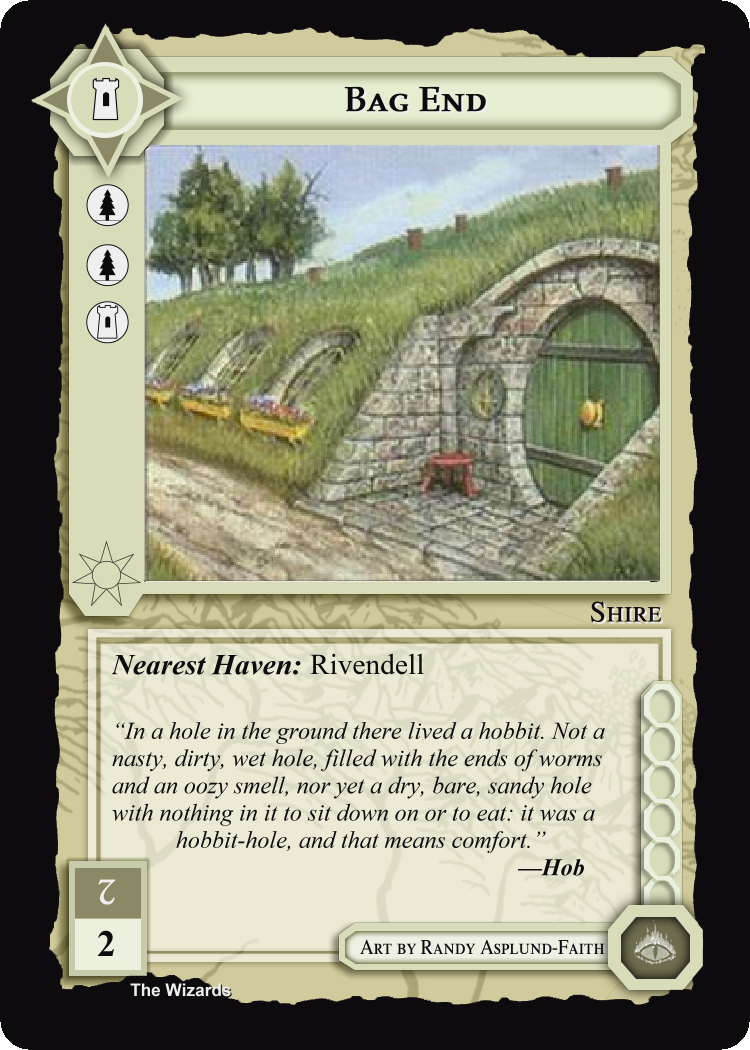 Bag End
Shire
Nearest Haven: Rivendell
“In a hole in the ground there lived a hobbit. Not a
nasty, dirty, wet hole, filled with the ends of worms
and an oozy smell, nor yet a dry, bare, sandy hole
with nothing in it to sit down on or to eat: it was a
hobbit-hole, and that means comfort.”
—Hob
2
2
Art by Randy Asplund-Faith
The Wizards